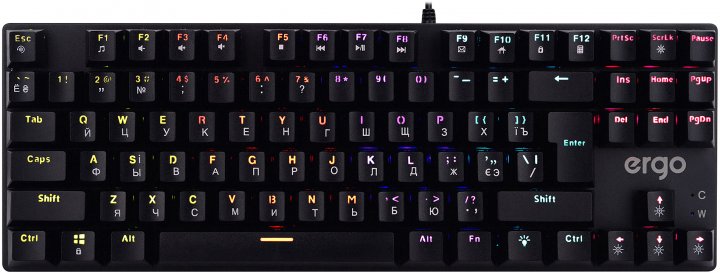 Esc F1 F2 F3 F4 F5 F6 F7 F8 F9 F10 F11 F12 PrtSc ScrLk Pause
1! 2@ 3# 4$ 5% 6^ 7& 8* 9( 0) -_ =+ ← Ins Home PgUp
Ё ₴ " № ; : ?
Tab Q W E R T Y U I O P [{ ]} Enter Del End PgDn
Й Ц У К Е Н Г Ш Щ З Х ЇЪ
Caps A S D F G H J K L ;: '" \| ergo
Ф Ы І В А П Р О Л Д Ж ЄЭ /
Shift Z X C V B N M ,< .> /? Shift ↑ C
Я Ч С М И Т Ь Б Ю . , W
Ctrl Alt Alt Fn Ctrl ← ↓ →